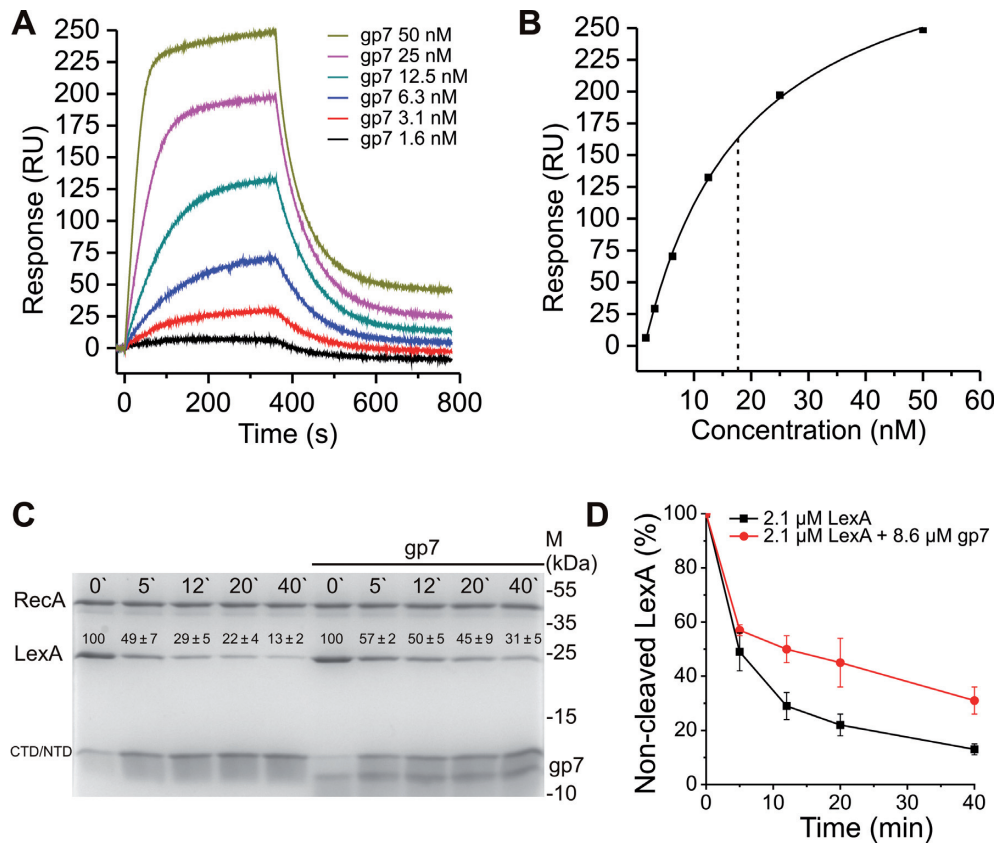 A
Response (RU)
250
225
200
175
150
125
100
75
50
25
0
0 200 400 600 800
Time (s)
gp7 50 nM
gp7 25 nM
gp7 12.5 nM
gp7 6.3 nM
gp7 3.1 nM
gp7 1.6 nM
B
Response (RU)
250
225
200
175
150
125
100
75
50
25
0
10 20 30 40 50 60
Concentration (nM)
C
gp7
M
(kDa)
0` 5` 12` 20` 40` 0` 5` 12` 20` 40`
RecA
LexA
CTD/NTD
100 49±7 29±5 22±4 13±2 100 57±2 50±5 45±9 31±5
-55
-35
-25
-15
gp7
-10
D
Non-cleaved LexA (%)
100
80
60
40
20
0
0 10 20 30 40
Time (min)
2.1 µM LexA
2.1 µM LexA + 8.6 µM gp7